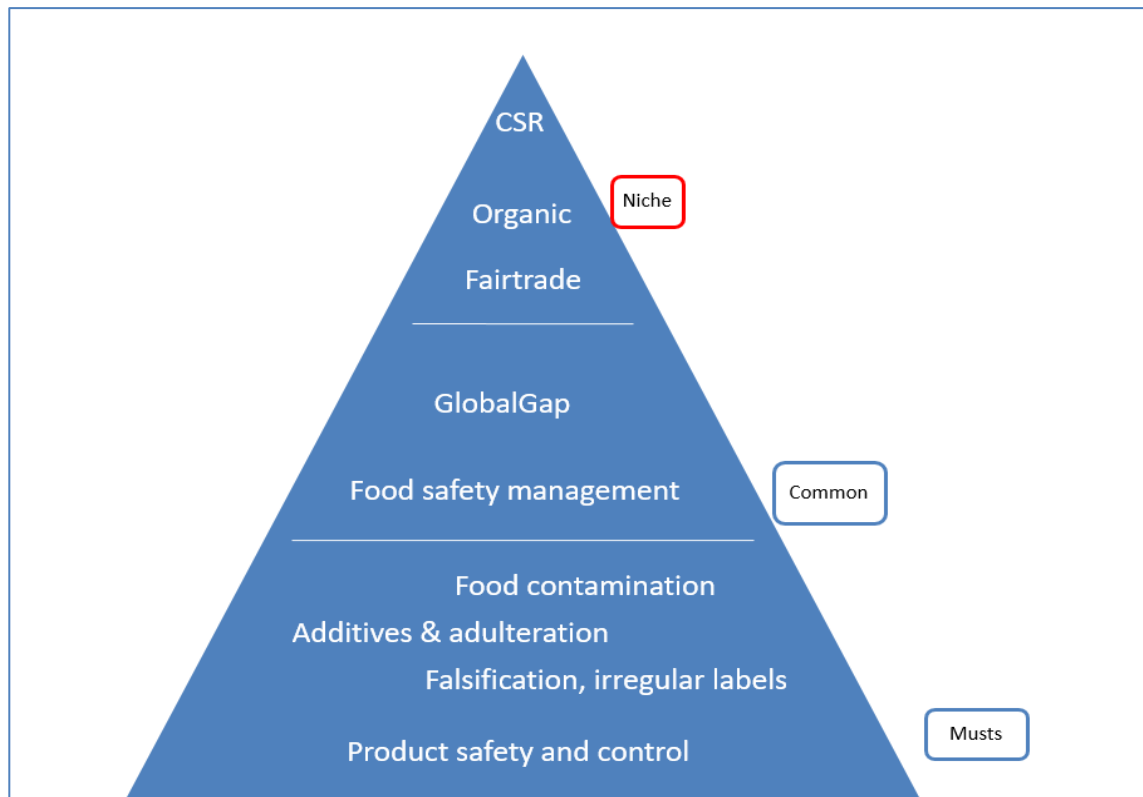 CSR
Niche
Organic
Fairtrade
GlobalGap
Food safety management
Common
Food contamination
Additives & adulteration
Falsification, irregular labels
Musts
Product safety and control